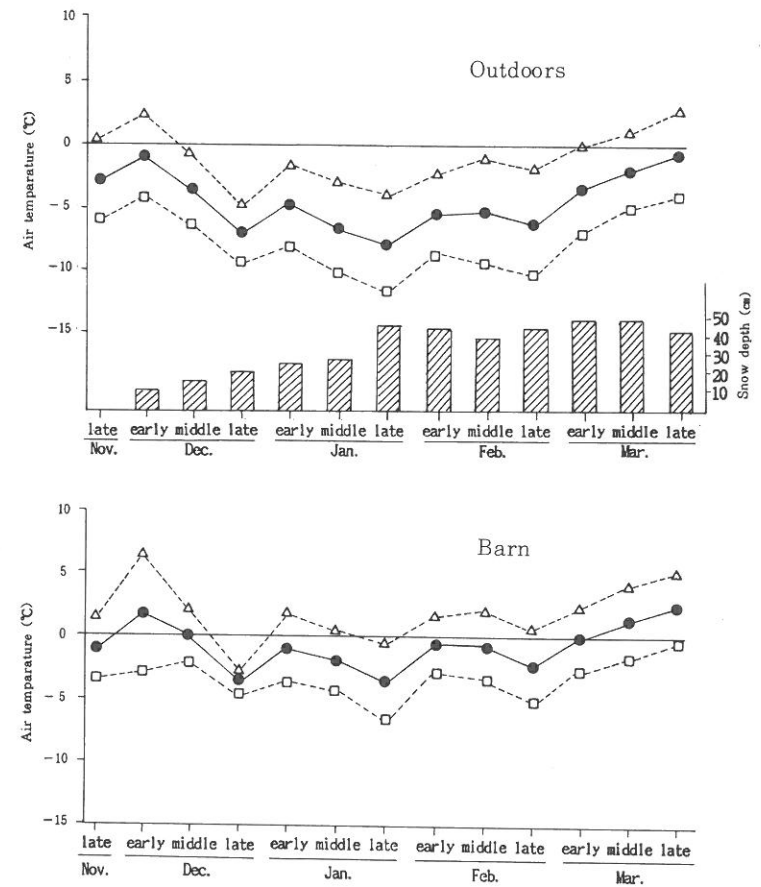 Outdoors
Air temparature (℃)
10
5
0
-5
-10
-15
Snow depth (cm)
50
40
30
20
10
late early middle late early middle late early middle late early middle late
Nov. Dec. Jan. Feb. Mar.
Barn
Air temparature (℃)
10
5
0
-5
-10
-15
late early middle late early middle late early middle late early middle late
Nov. Dec. Jan. Feb. Mar.